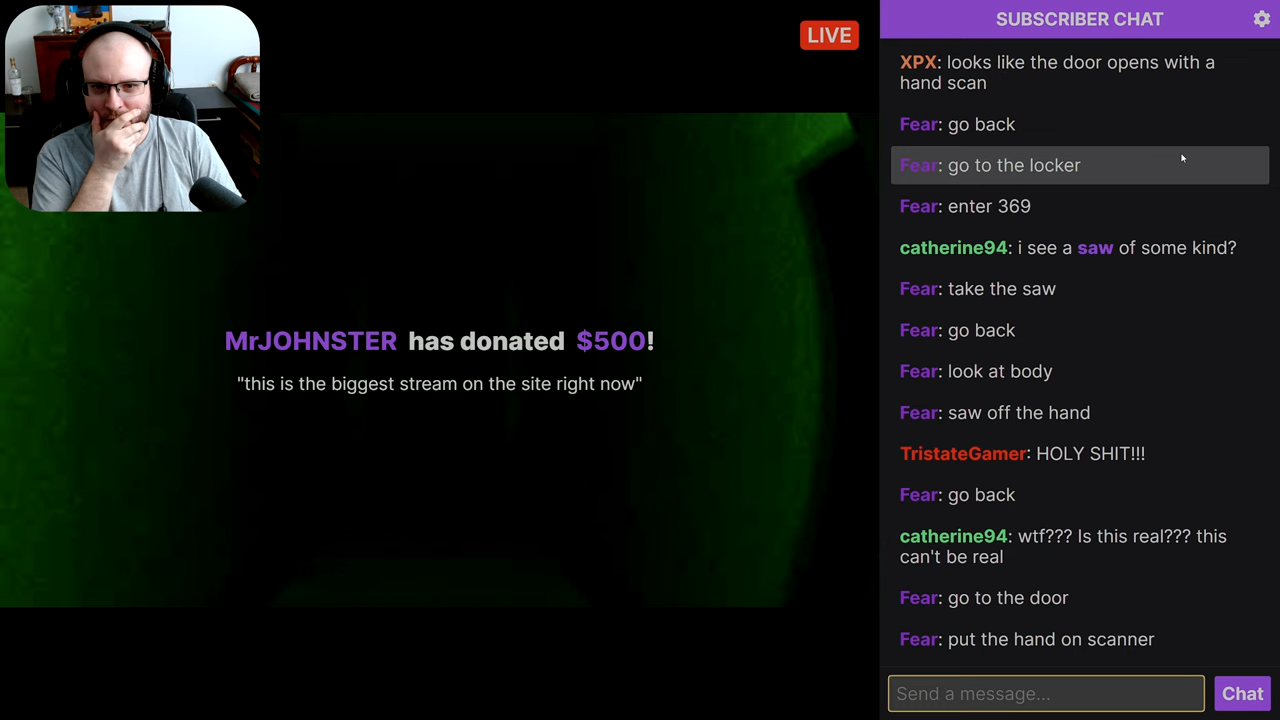 LIVE
MrJOHNSTER has donated $500!
"this is the biggest stream on the site right now"
SUBSCRIBER CHAT
XPX: looks like the door opens with a
hand scan
Fear: go back
Fear: go to the locker
Fear: enter 369
catherine94: i see a saw of some kind?
Fear: take the saw
Fear: go back
Fear: look at body
Fear: saw off the hand
TristateGamer: HOLY SHIT!!!
Fear: go back
catherine94: wtf??? Is this real??? this
can't be real
Fear: go to the door
Fear: put the hand on scanner
Send a message...
Chat